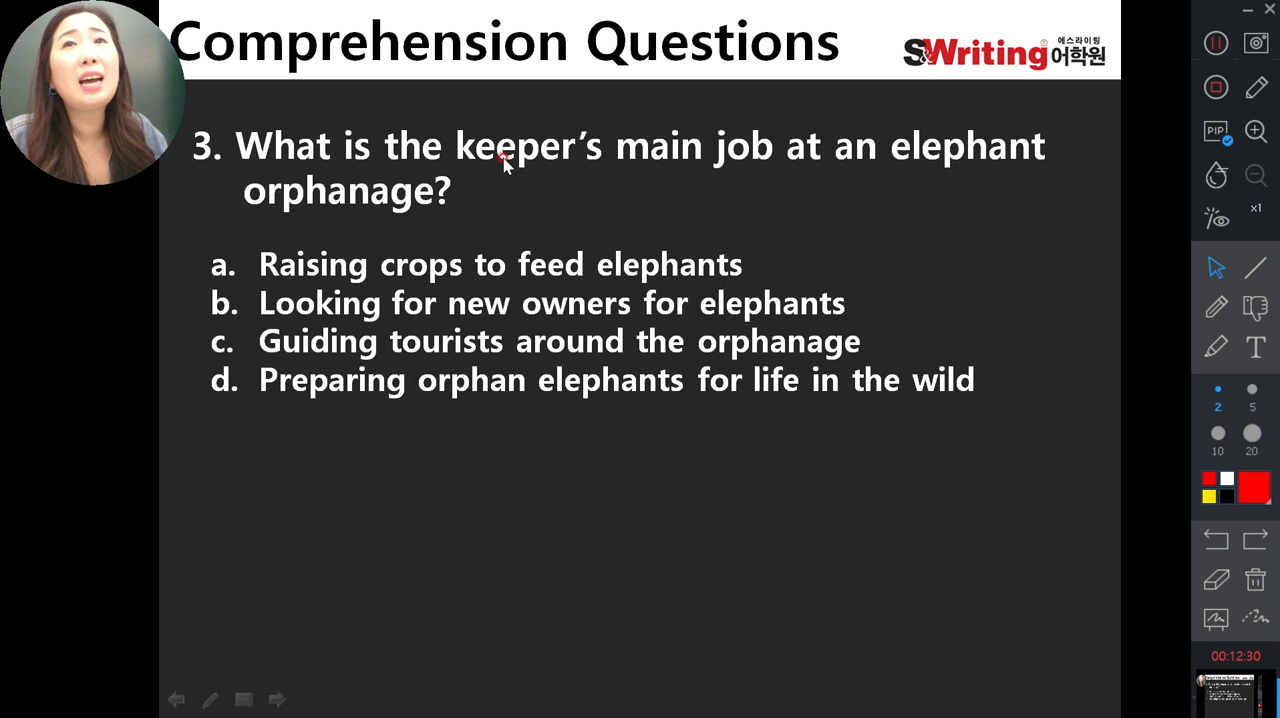 Comprehension Questions
S&Writing 에스라이팅 어학원
3. What is the keeper's main job at an elephant
orphanage?
a. Raising crops to feed elephants
b. Looking for new owners for elephants
c. Guiding tourists around the orphanage
d. Preparing orphan elephants for life in the wild
PIP
x1
T
2 5
10 20
00:12:30